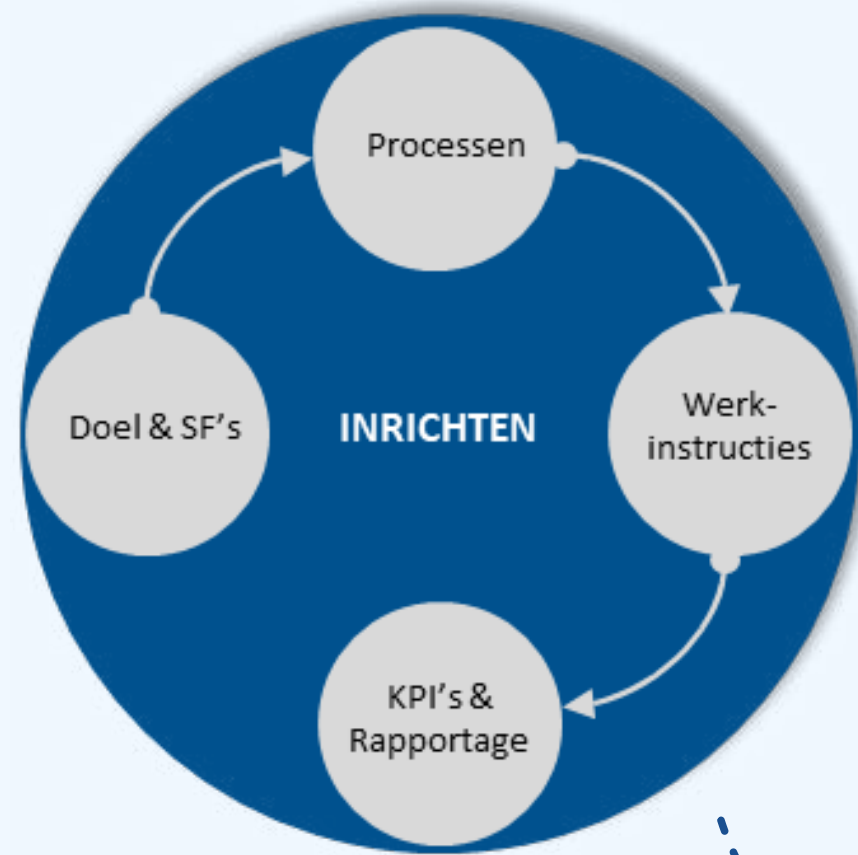 Processen
Doel & SF’s
INRICHTEN
Werk-
instructies
KPI’s &
Rapportage